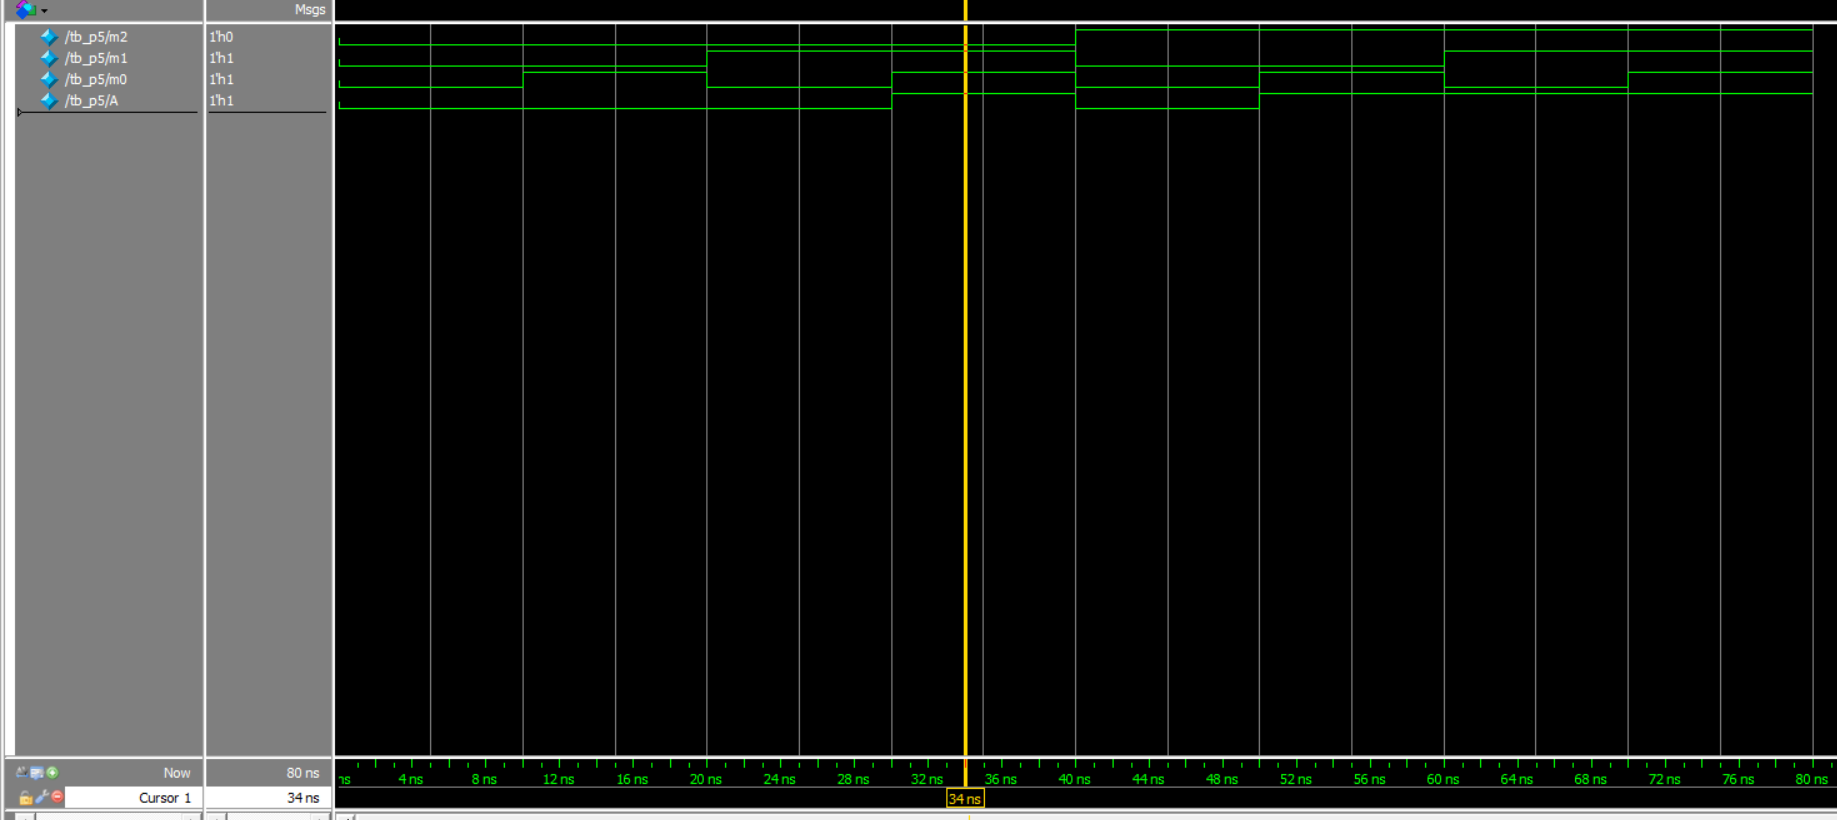 Msgs
/tb_p5/m2 1'h0
/tb_p5/m1 1'h1
/tb_p5/m0 1'h1
/tb_p5/A 1'h1
Now 80 ns
ns 4 ns 8 ns 12 ns 16 ns 20 ns 24 ns 28 ns 32 ns 36 ns 40 ns 44 ns 48 ns 52 ns 56 ns 60 ns 64 ns 68 ns 72 ns 76 ns 80 ns
Cursor 1 34 ns
34 ns